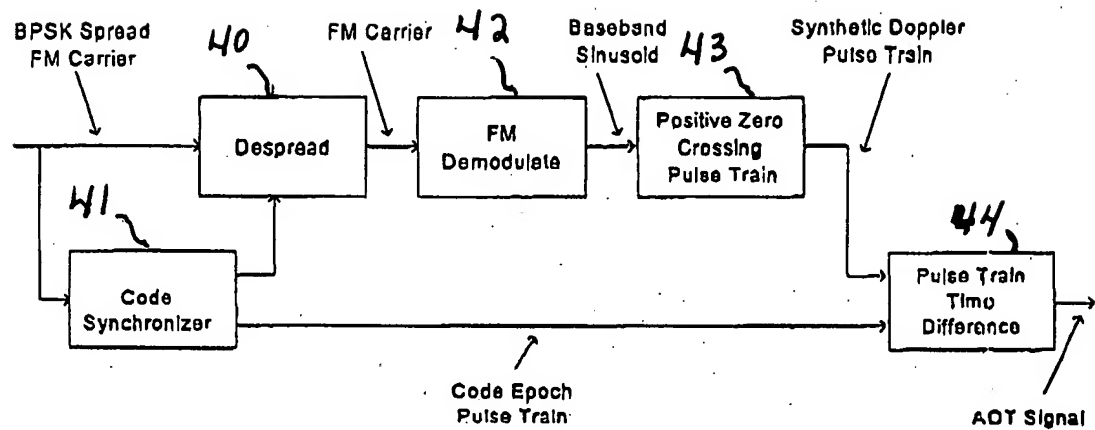 BPSK Spread
FM Carrier
40
FM Carrier
42
Baseband
Sinusoid
43
Synthetic Doppler
Pulse Train
Despread
FM
Demodulate
Positive Zero
Crossing
Pulse Train
41
44
Code
Synchronizer
Pulse Train
Time
Difference
Code Epoch
Pulse Train
AOT Signal